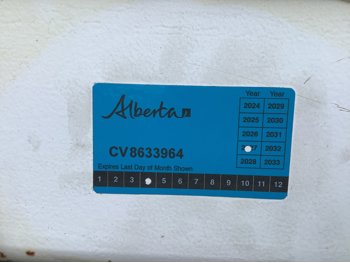 Year Year
Alberta
2024 2029
2025 2030
2026 2031
2032
CV8633964
2028 2033
Expires Last Day of Month Shown
1 2 3 5 6 7 8 9 10 11 12